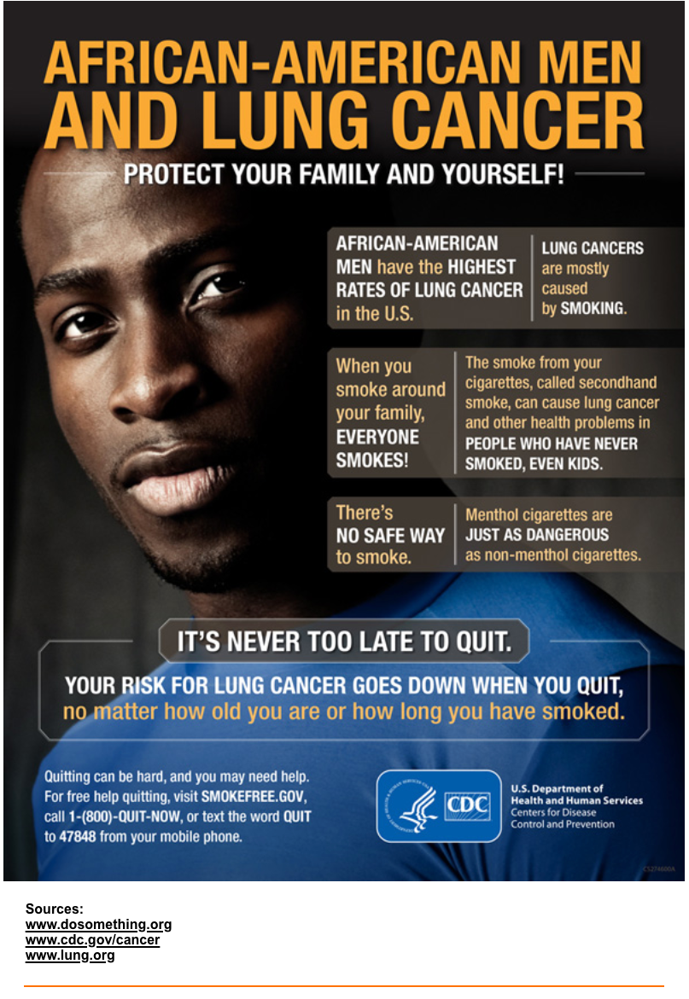 AFRICAN-AMERICAN MEN
AND LUNG CANCER
PROTECT YOUR FAMILY AND YOURSELF!
AFRICAN-AMERICAN
MEN have the HIGHEST
RATES OF LUNG CANCER
in the U.S.
LUNG CANCERS
are mostly
caused
by SMOKING.
When you
smoke around
your family,
EVERYONE
SMOKES!
The smoke from your
cigarettes, called secondhand
smoke, can cause lung cancer
and other health problems in
PEOPLE WHO HAVE NEVER
SMOKED, EVEN KIDS.
There's
NO SAFE WAY
to smoke.
Menthol cigarettes are
JUST AS DANGEROUS
as non-menthol cigarettes.
IT'S NEVER TOO LATE TO QUIT.
YOUR RISK FOR LUNG CANCER GOES DOWN WHEN YOU QUIT,
no matter how old you are or how long you have smoked.
Quitting can be hard, and you may need help.
For free help quitting, visit SMOKEFREE.GOV,
call 1-(800)-QUIT-NOW, or text the word QUIT
to 47848 from your mobile phone.
CDC
U.S. Department of
Health and Human Services
Centers for Disease
Control and Prevention
CS274600A
Sources:
www.dosomething.org
www.cdc.gov/cancer
www.lung.org